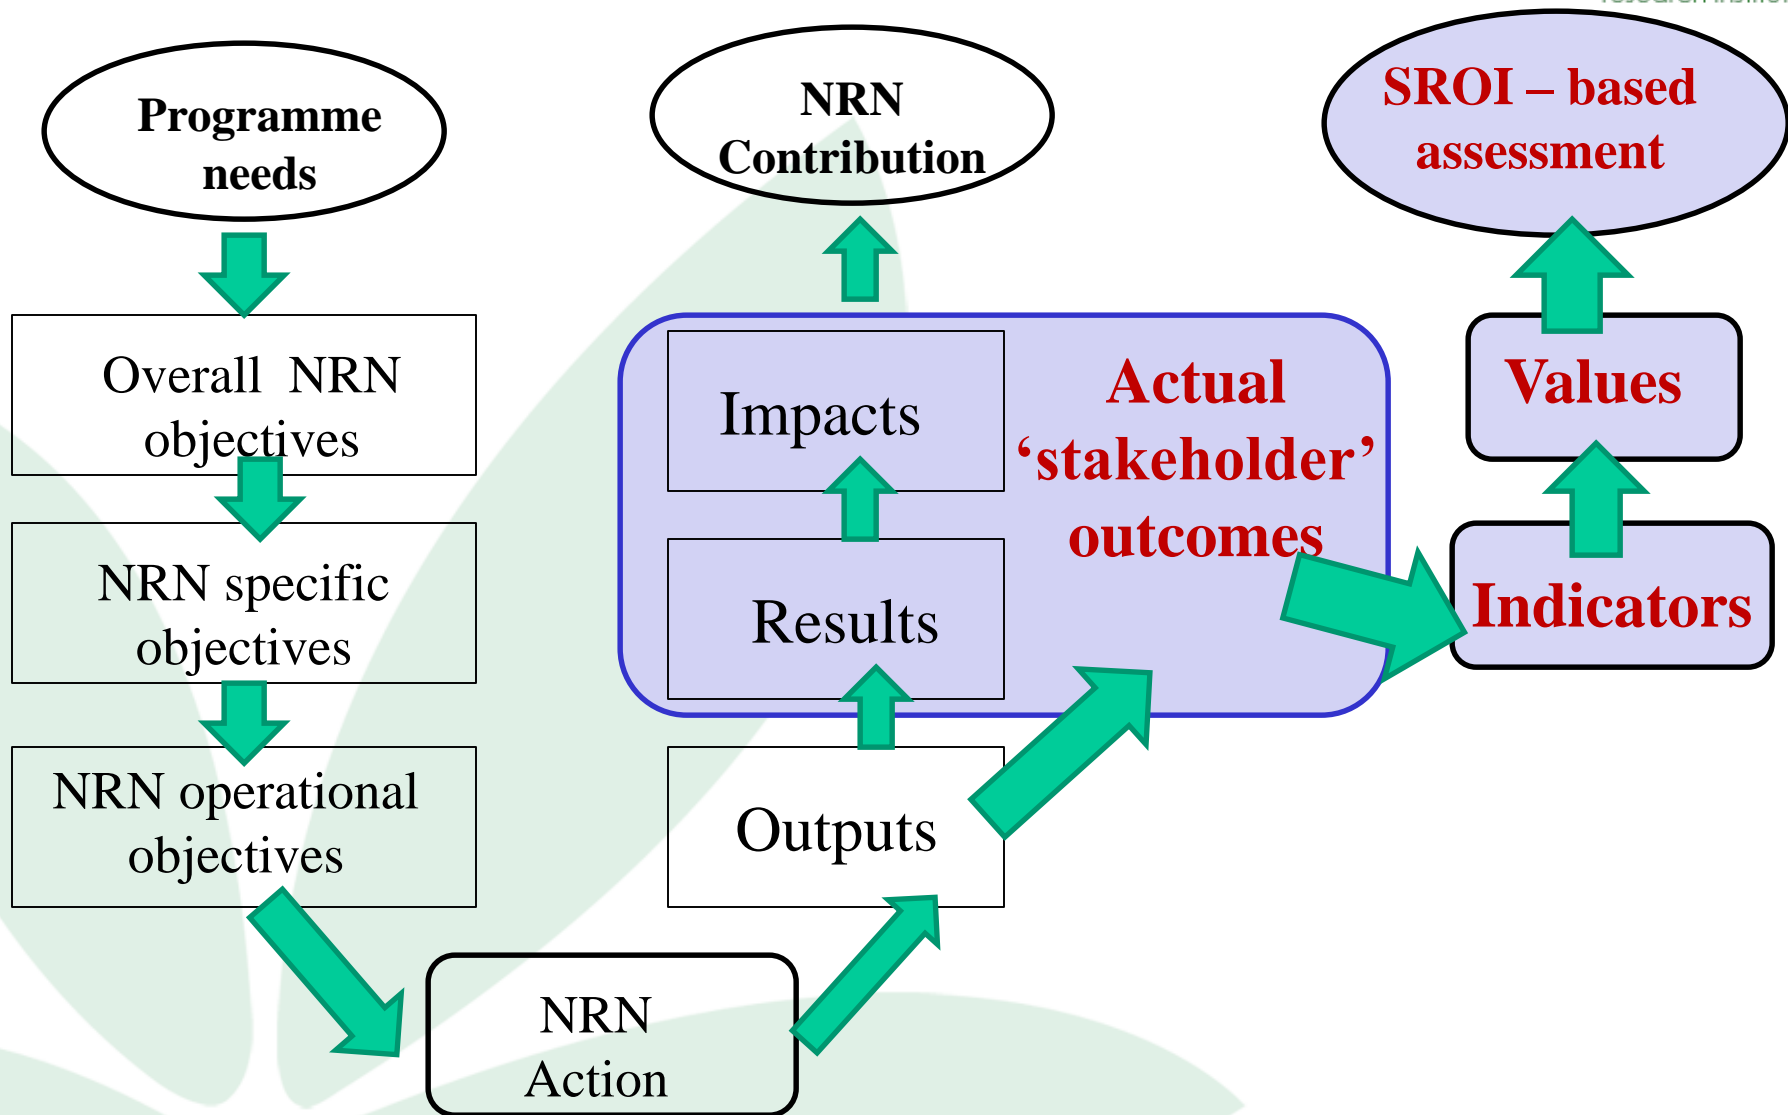 Programme
needs
Overall NRN
objectives
NRN specific
objectives
NRN operational
objectives
NRN
Action
NRN
Contribution
Impacts
Results
Outputs
Actual
‘stakeholder’
outcomes
SROI – based
assessment
Values
Indicators